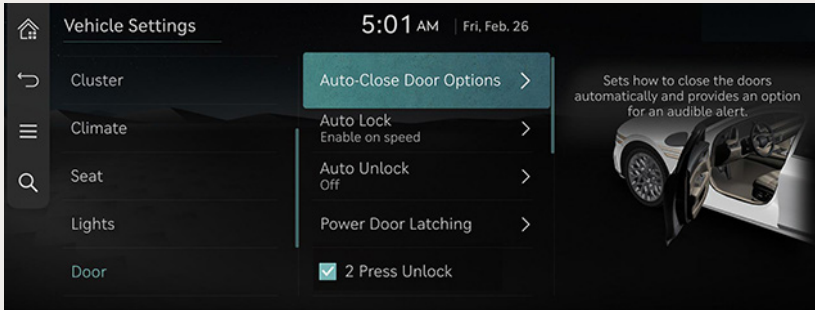 Vehicle Settings
5:01 AM
Fri, Feb. 26
Cluster
Climate
Seat
Lights
Door
Auto-Close Door Options
Auto Lock
Enable on speed
Auto Unlock
Off
Power Door Latching
2 Press Unlock
Sets how to close the doors
automatically and provides an option
for an audible alert.